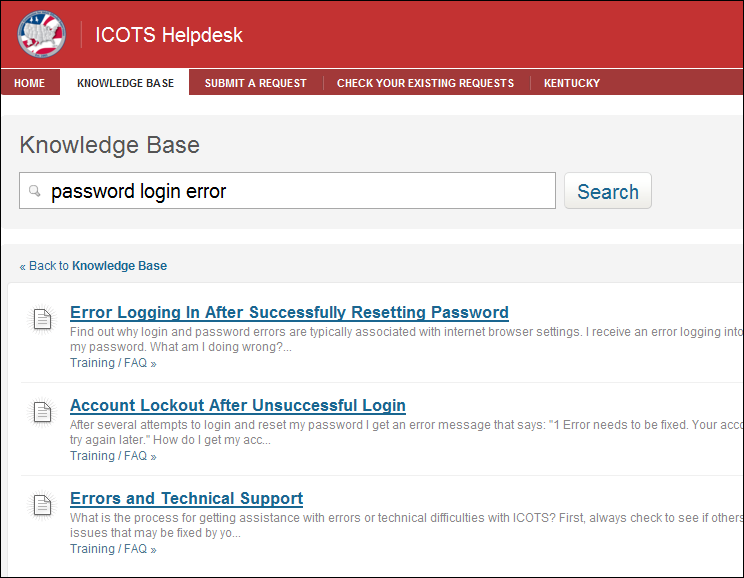 ICOTS Helpdesk
HOME KNOWLEDGE BASE SUBMIT A REQUEST CHECK YOUR EXISTING REQUESTS KENTUCKY
Knowledge Base
password login error Search
« Back to Knowledge Base
Error Logging In After Successfully Resetting Password
Find out why login and password errors are typically associated with internet browser settings. I receive an error logging into
my password. What am I doing wrong?...
Training / FAQ »
Account Lockout After Unsuccessful Login
After several attempts to login and reset my password I get an error message that says: "1 Error needs to be fixed. Your acco
try again later." How do I get my acc...
Training / FAQ »
Errors and Technical Support
What is the process for getting assistance with errors or technical difficulties with ICOTS? First, always check to see if others
issues that may be fixed by yo...
Training / FAQ »